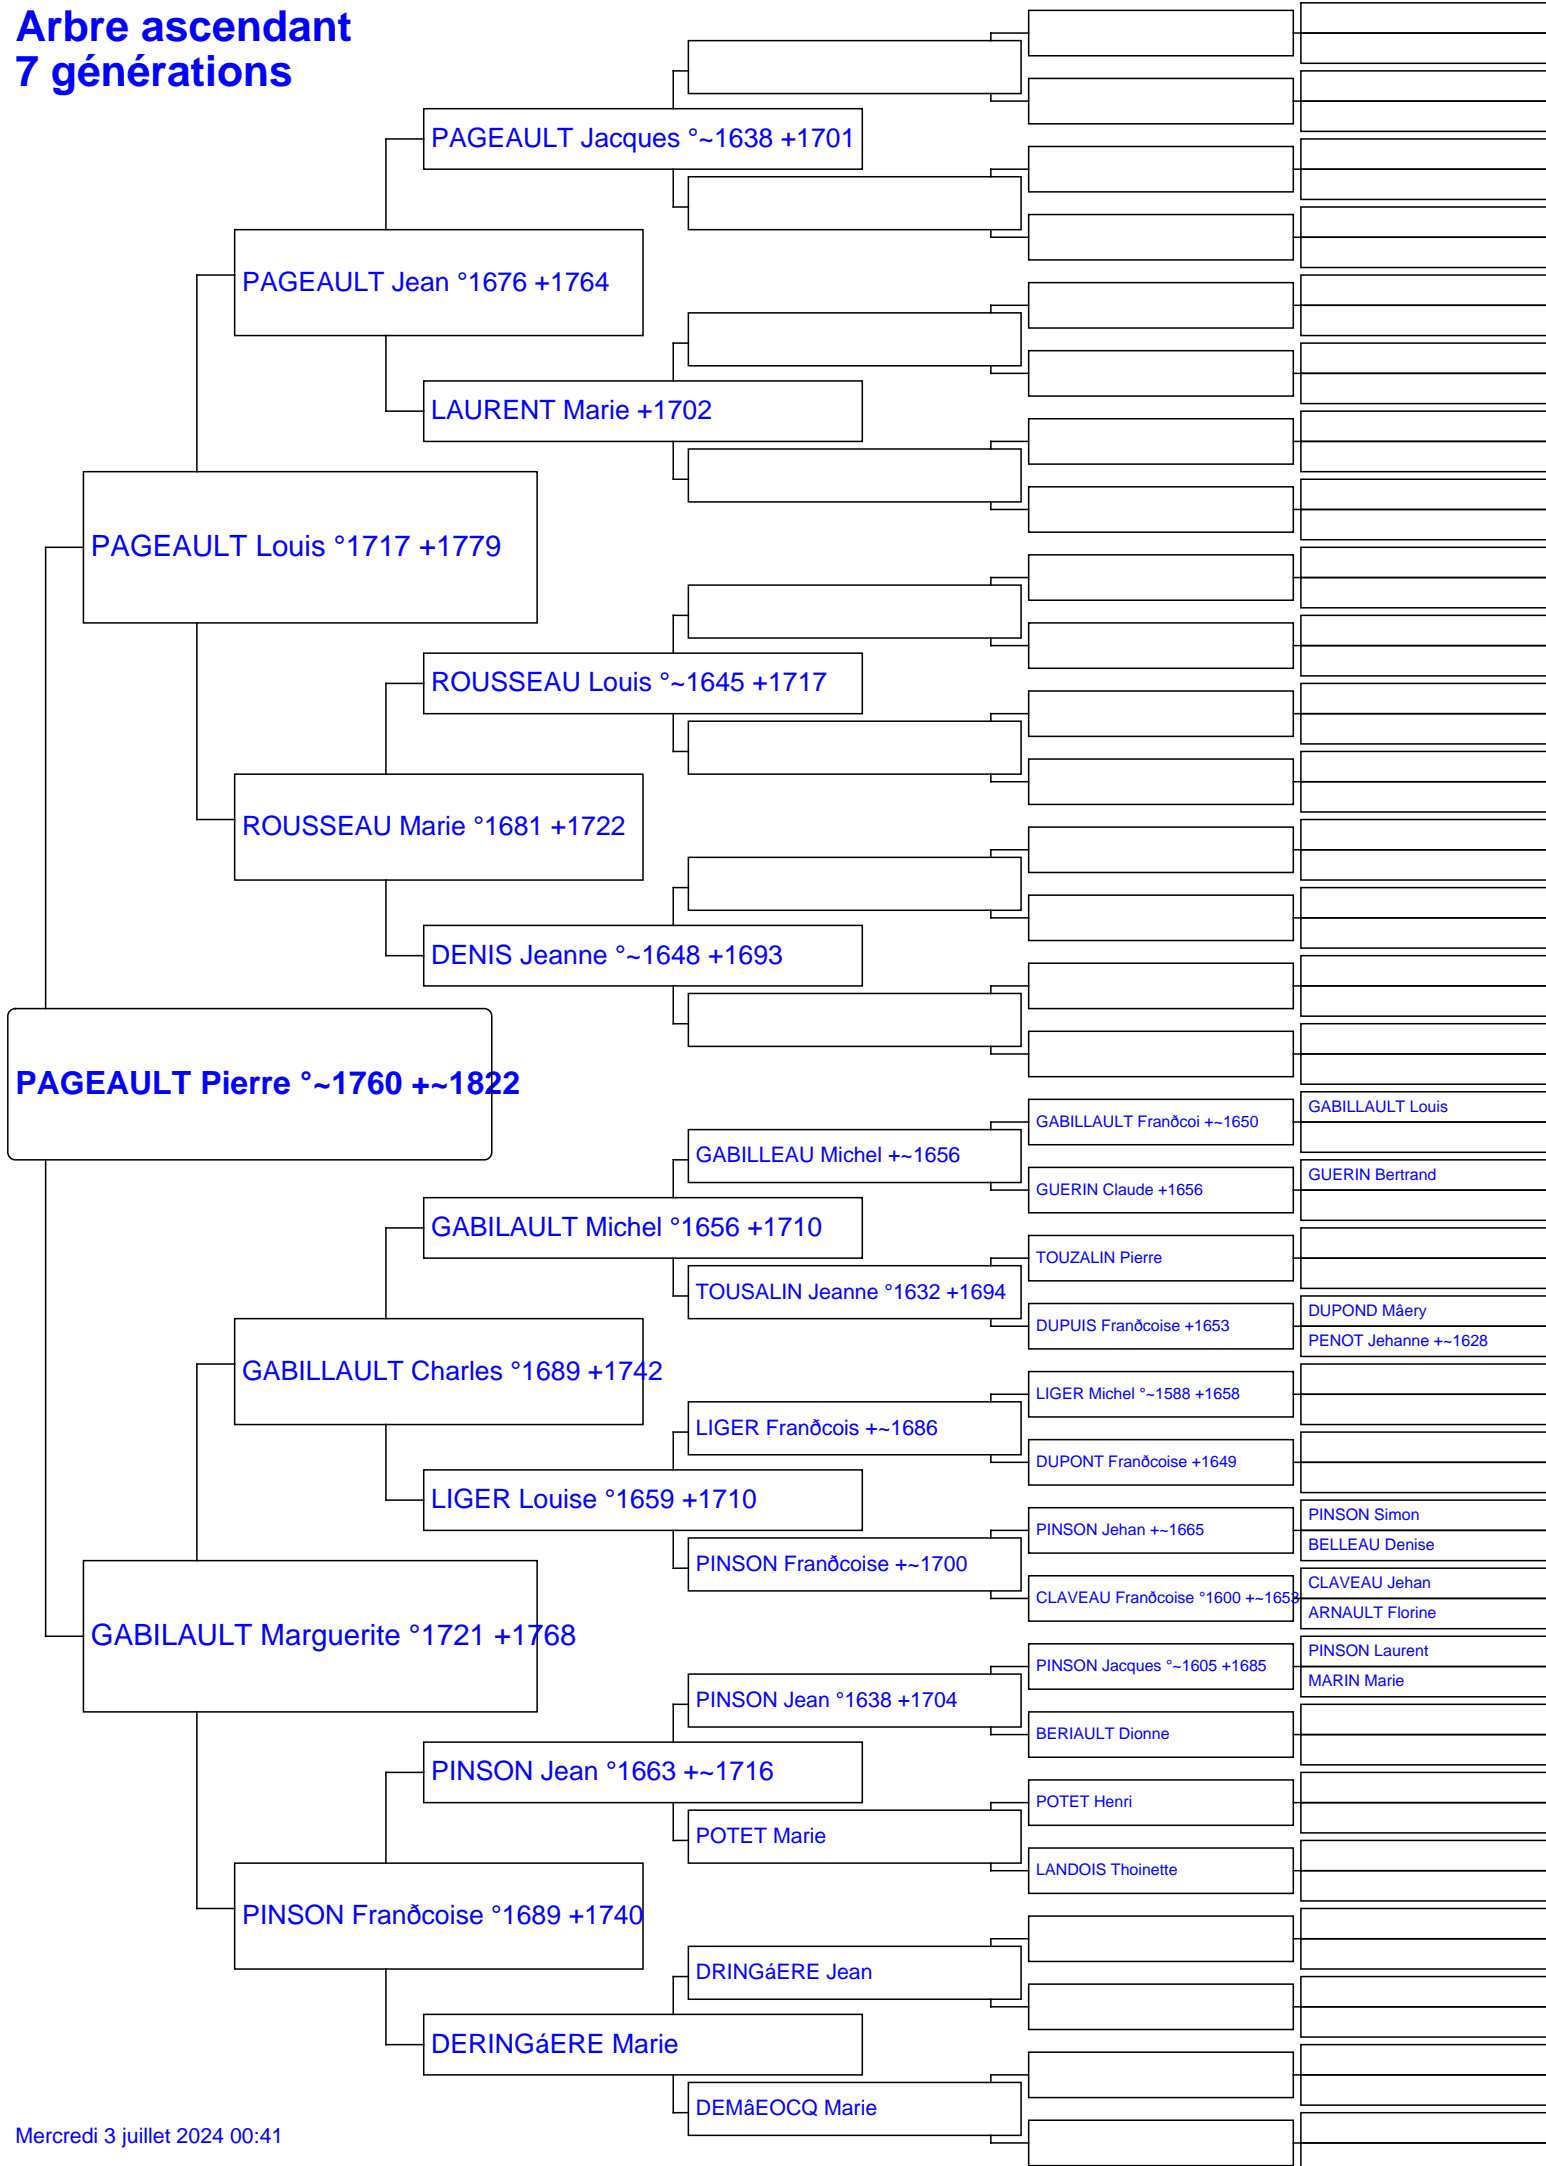 Arbre ascendant
7 générations
PAGEAULT Jacques °~1638 +1701
PAGEAULT Jean °1676 +1764
LAURENT Marie +1702
PAGEAULT Louis °1717 +1779
ROUSSEAU Louis °~1645 +1717
ROUSSEAU Marie °1681 +1722
DENIS Jeanne °~1648 +1693
PAGEAULT Pierre °~1760 +~1822
GABILLAULT Louis
GABILLAULT Franðcoi +~1650
GABILLEAU Michel +~1656
GUERIN Bertrand
GUERIN Claude +1656
GABILAULT Michel °1656 +1710
TOUZALIN Pierre
TOUSALIN Jeanne °1632 +1694
DUPOND Mâery
DUPUIS Franðcoise +1653
PENOT Jehanne +~1628
GABILLAULT Charles °1689 +1742
LIGER Michel °~1588 +1658
LIGER Franðcois +~1686
DUPONT Franðcoise +1649
LIGER Louise °1659 +1710
PINSON Simon
PINSON Jehan +~1665
BELLEAU Denise
PINSON Franðcoise +~1700
CLAVEAU Jehan
CLAVEAU Franðcoise °1600 +~1653
ARNAULT Florine
GABILAULT Marguerite °1721 +1768
PINSON Laurent
PINSON Jacques °~1605 +1685
MARIN Marie
PINSON Jean °1638 +1704
BERIAULT Dionne
PINSON Jean °1663 +~1716
POTET Henri
POTET Marie
LANDOIS Thoinette
PINSON Franðcoise °1689 +1740
DRINGáERE Jean
DERINGáERE Marie
DEMâEOCQ Marie
Mercredi 3 juillet 2024 00:41